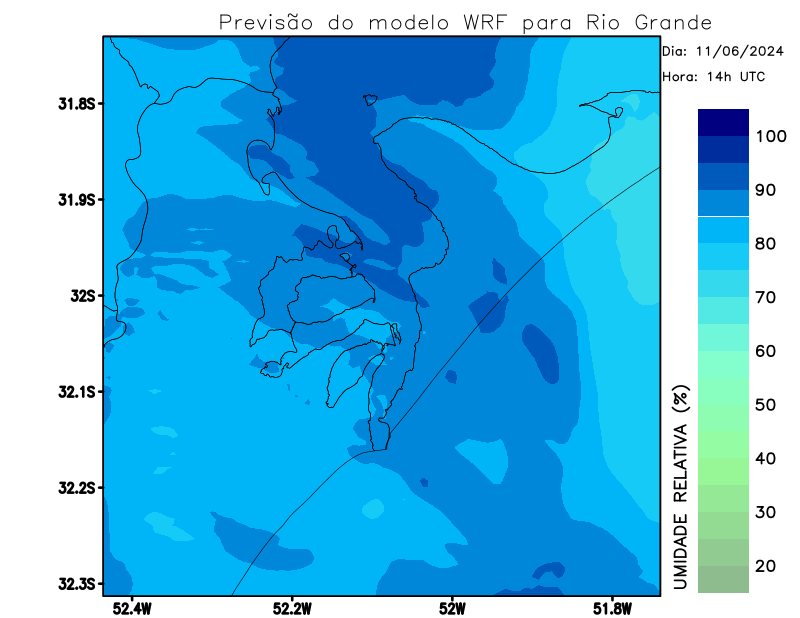 Previsão do modelo WRF para Rio Grande
Dia: 11/06/2024
Hora: 14h UTC
31.8S
31.9S
32S
32.1S
32.2S
32.3S
52.4W
52.2W
52W
51.8W
100
90
80
70
60
50
40
30
20
UMIDADE RELATIVA (%)